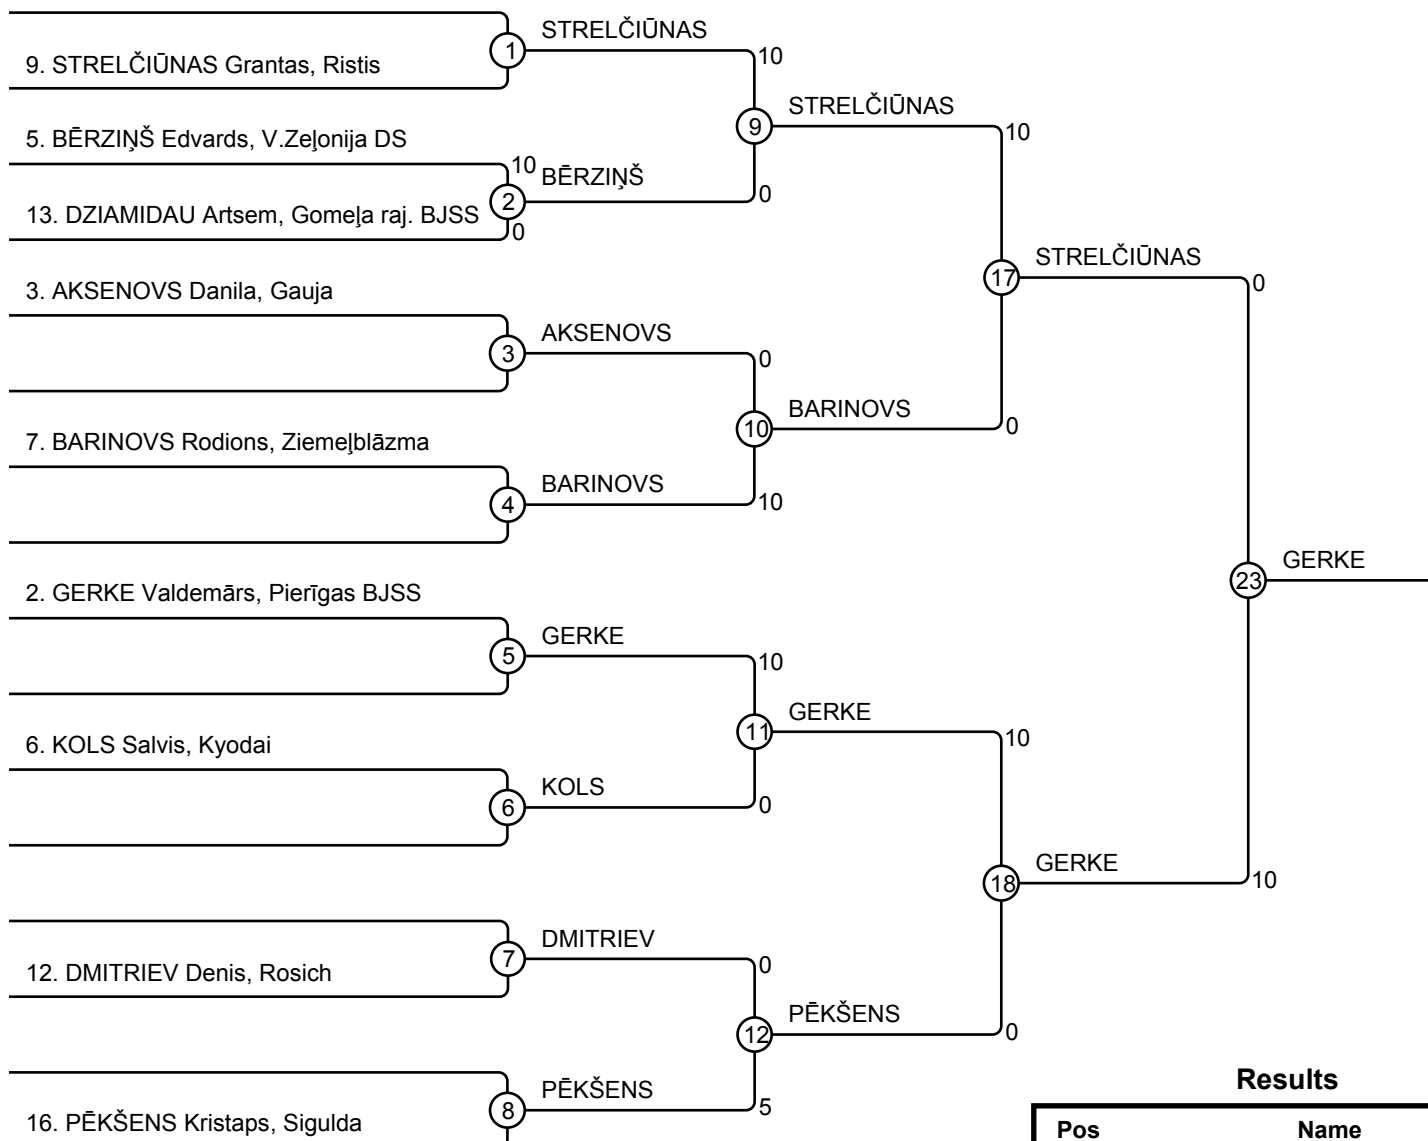 STRELČIŪNAS
1
10
9. STRELČIŪNAS Grantas, Ristis
STRELČIŪNAS
9
10
5. BĒRZIŅŠ Edvards, V.Zeļonija DS
10
BĒRZIŅŠ
2
0
13. DZIAMIDAU Artsem, Gomeļa raj. BJSS
0
STRELČIŪNAS
17
0
3. AKSENOVS Danila, Gauja
AKSENOVS
3
0
BARINOVS
10
0
7. BARINOVS Rodions, Ziemeļblāzma
BARINOVS
4
10
GERKE
23
2. GERKE Valdemārs, Pierīgas BJSS
GERKE
5
10
GERKE
11
10
6. KOLS Salvis, Kyodai
KOLS
6
0
GERKE
18
10
DMITRIEV
7
0
12. DMITRIEV Denis, Rosich
PĒKŠENS
12
0
PĒKŠENS
8
5
16. PĒKŠENS Kristaps, Sigulda
Results
Pos Name